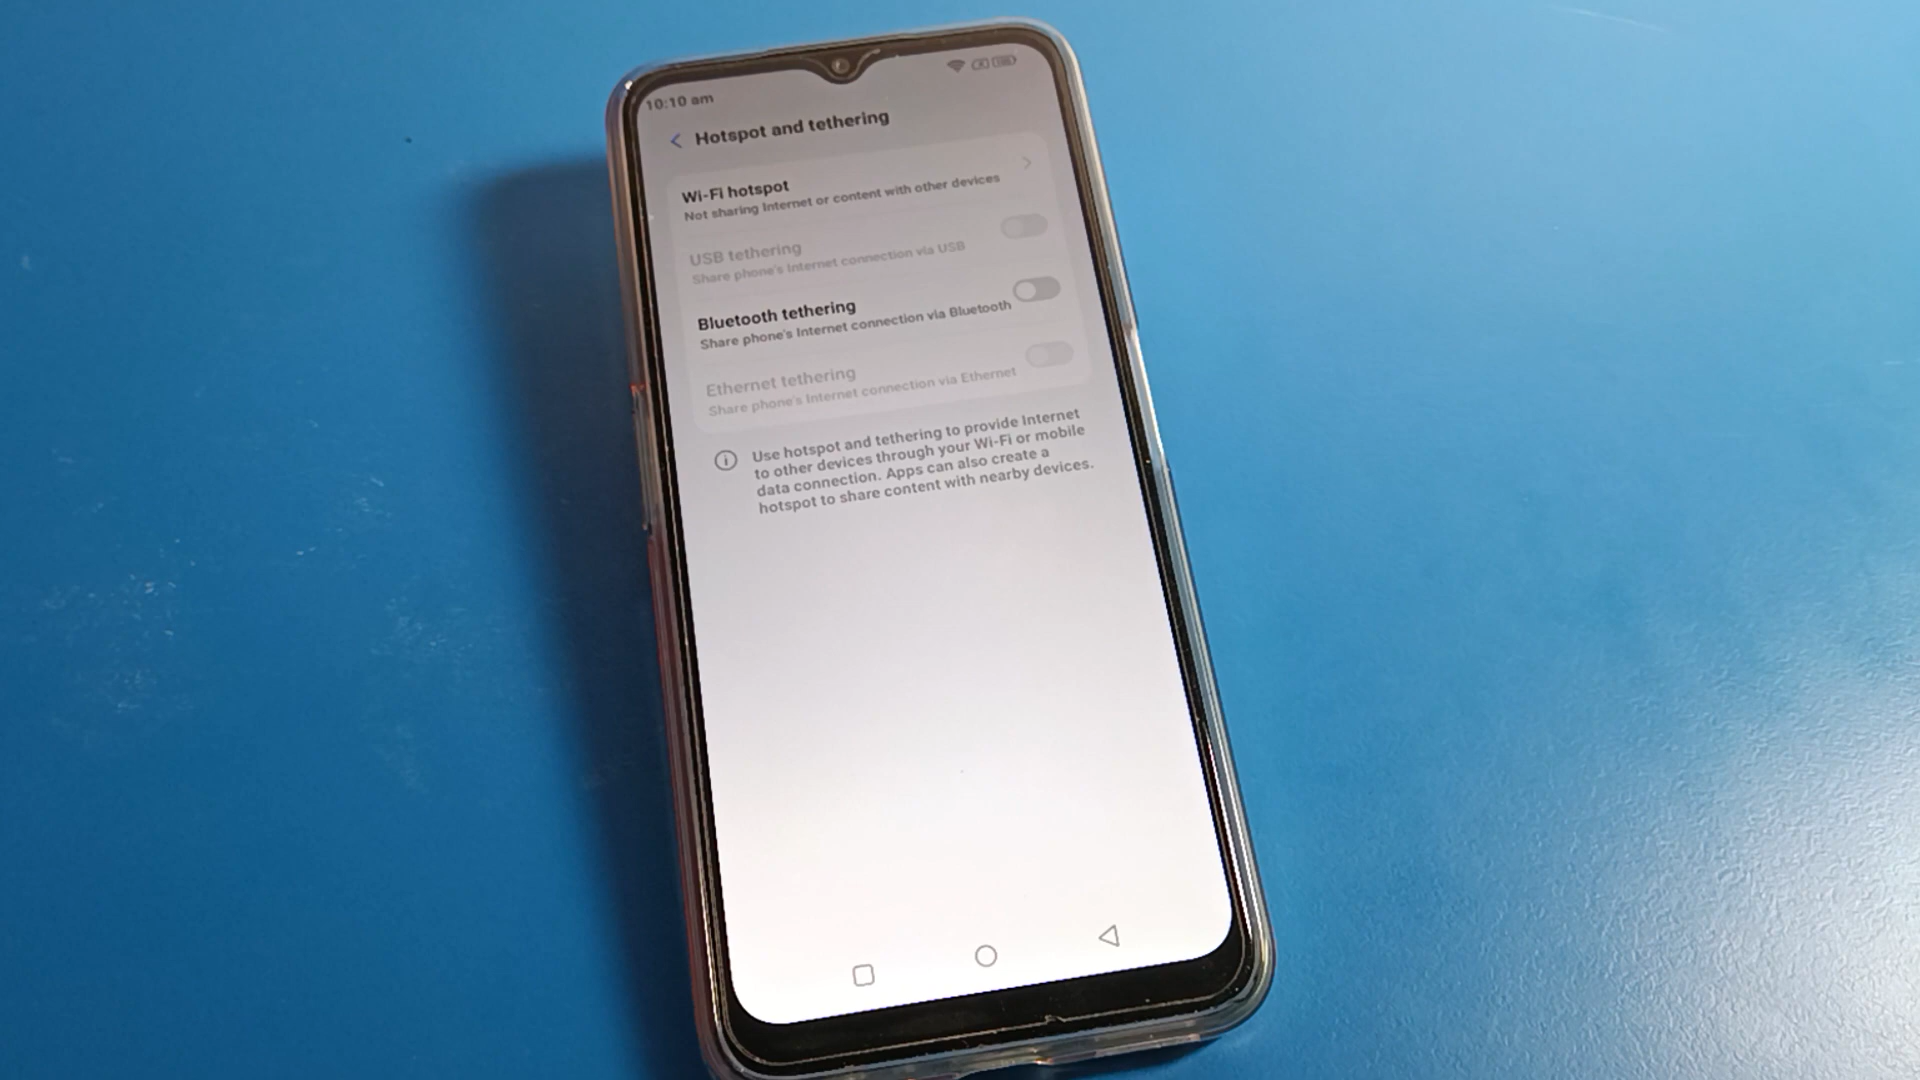 10:10 am
Hotspot and tethering
Wi-Fi hotspot
Not sharing Internet or content with other devices
USB tethering
Share phone's Internet connection via USB
Bluetooth tethering
Share phone's Internet connection via Bluetooth
Ethernet tethering
Share phone's Internet connection via Ethernet
Use hotspot and tethering to provide Internet
to other devices through your Wi-Fi or mobile
data connection. Apps can also create a
hotspot to share content with nearby devices.